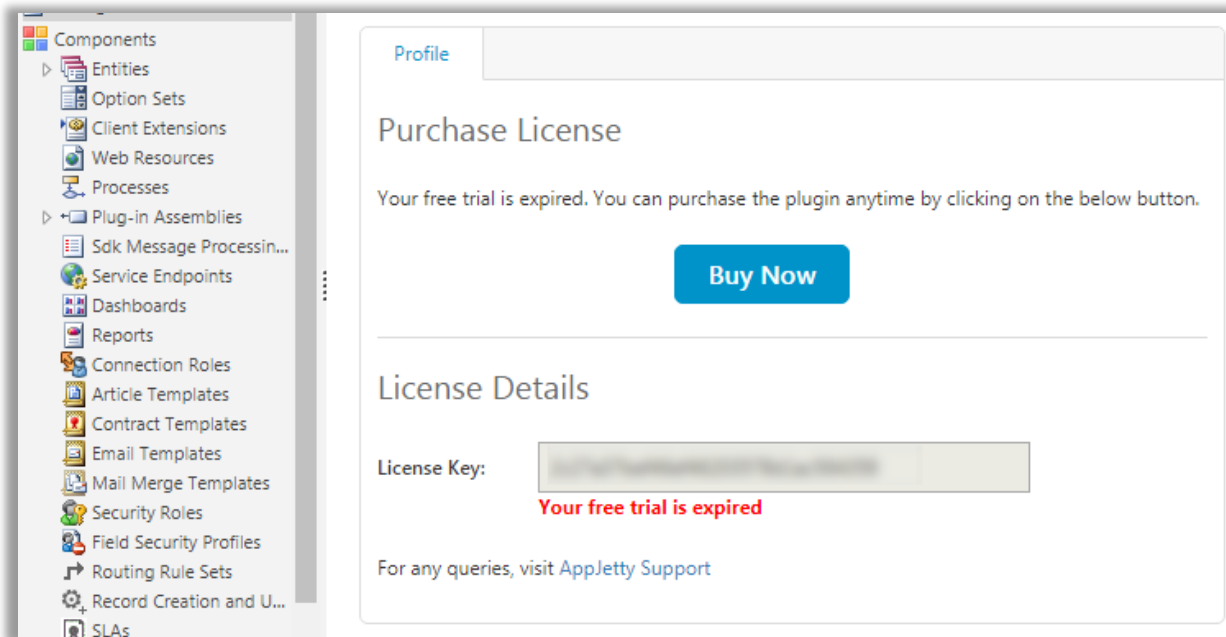 Components
Entities
Option Sets
Client Extensions
Web Resources
Processes
Plug-in Assemblies
Sdk Message Processin...
Service Endpoints
Dashboards
Reports
Connection Roles
Article Templates
Contract Templates
Email Templates
Mail Merge Templates
Security Roles
Field Security Profiles
Routing Rule Sets
Record Creation and U...
SLAs
Profile
Purchase License
Your free trial is expired. You can purchase the plugin anytime by clicking on the below button.
Buy Now
License Details
License Key:
Your free trial is expired
For any queries, visit AppJetty Support